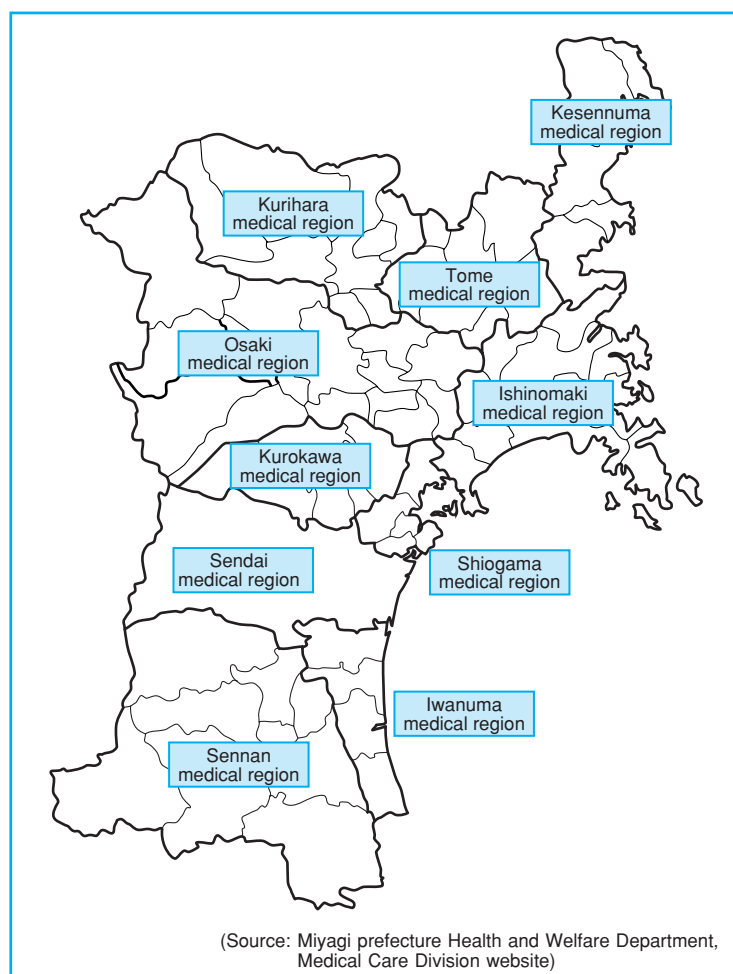 Kesennuma
medical region
Kurihara
medical region
Tome
medical region
Osaki
medical region
Ishinomaki
medical region
Kurokawa
medical region
Sendai
medical region
Shiogama
medical region
Iwanuma
medical region
Sennan
medical region
(Source: Miyagi prefecture Health and Welfare Department,
Medical Care Division website)